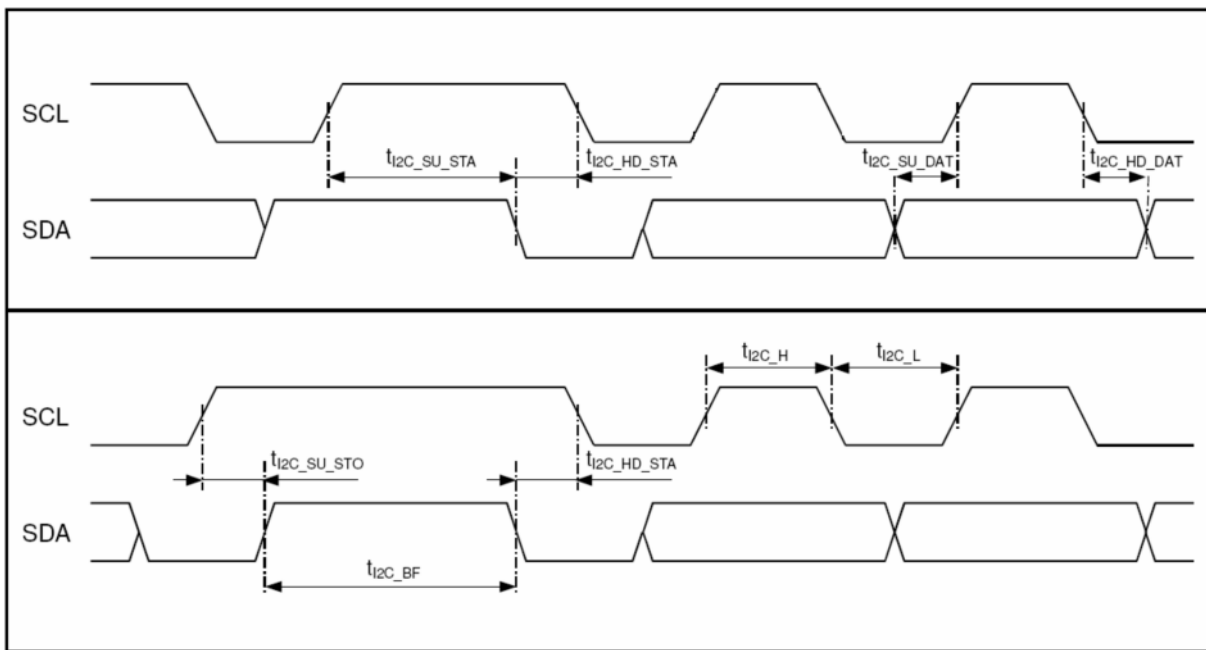 SCL
tI2C_SU_STA
tI2C_HD_STA
tI2C_SU_DAT
tI2C_HD_DAT
SDA
tI2C_H
tI2C_L
SCL
tI2C_SU_STO
tI2C_HD_STA
SDA
tI2C_BF